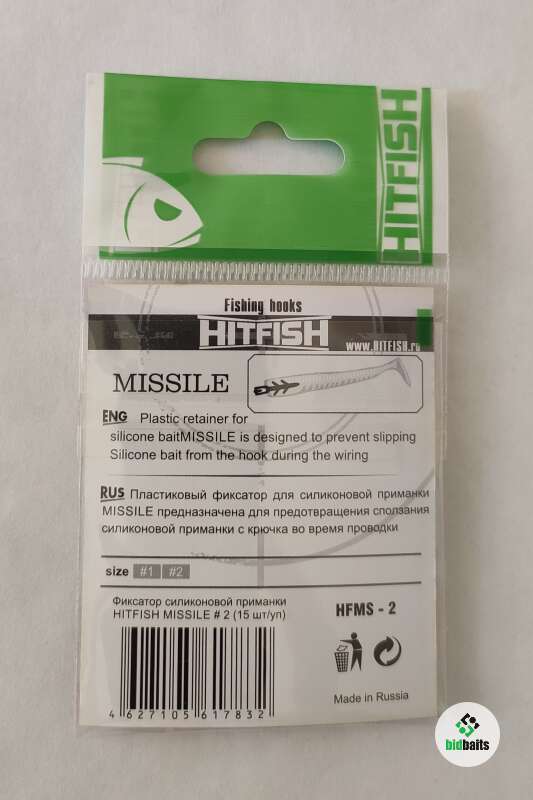 HITFISH
Fishing hooks
HITFISH
www.HITFISH.ru
MISSILE
ENG Plastic retainer for
silicone baitMISSILE is designed to prevent slipping
Silicone bait from the hook during the wiring
RUS Пластиковый фиксатор для силиконовой приманки
MISSILE предназначена для предотвращения сползания
силиконовой приманки с крючка во время проводки
size #1 #2
Фиксатор силиконовой приманки
HITFISH MISSILE # 2 (15 шт/уп)
HFMS - 2
4 627105 617832
Made in Russia
bidbaits